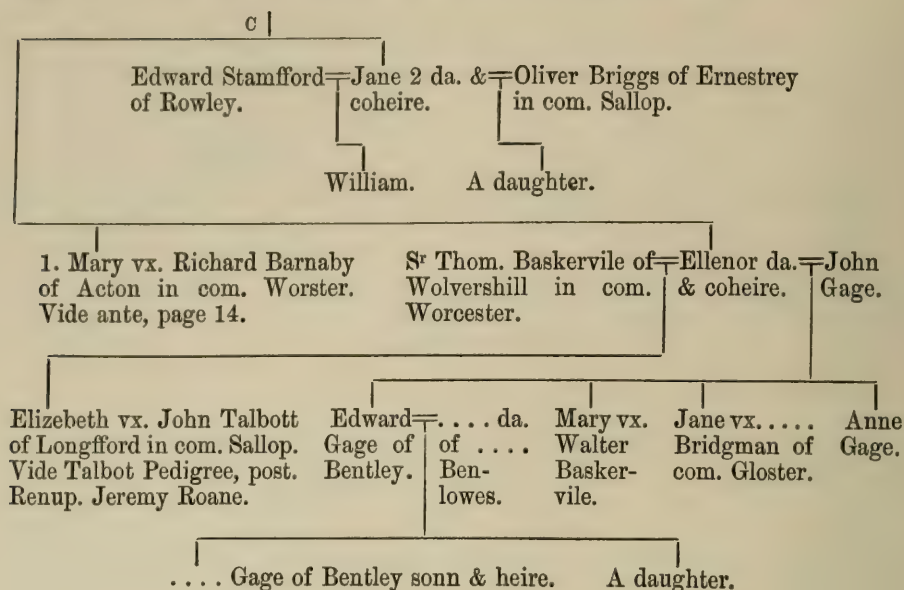 C
Edward Stamfford Jane 2 da. & Oliver Briggs of Ernestrey
of Rowley. coheire. in com. Sallop.
William. A daughter.
1. Mary vx. Richard Barnaby Sʳ Thom. Baskervile of Ellenor da. John
of Acton in com. Worster. Wolvershill in com. & coheire. Gage.
Vide ante, page 14. Worcester.
Elizebeth vx. John Talbott Edward . . . . da. Mary vx. Jane vx. . . . . . Anne
of Longfford in com. Sallop. Gage of of . . . . Walter Bridgman of Gage.
Vide Talbot Pedigree, post. Bentley. Ben- Basker- com. Gloster.
Renup. Jeremy Roane. lowes. vile.
. . . . Gage of Bentley sonn & heire. A daughter.